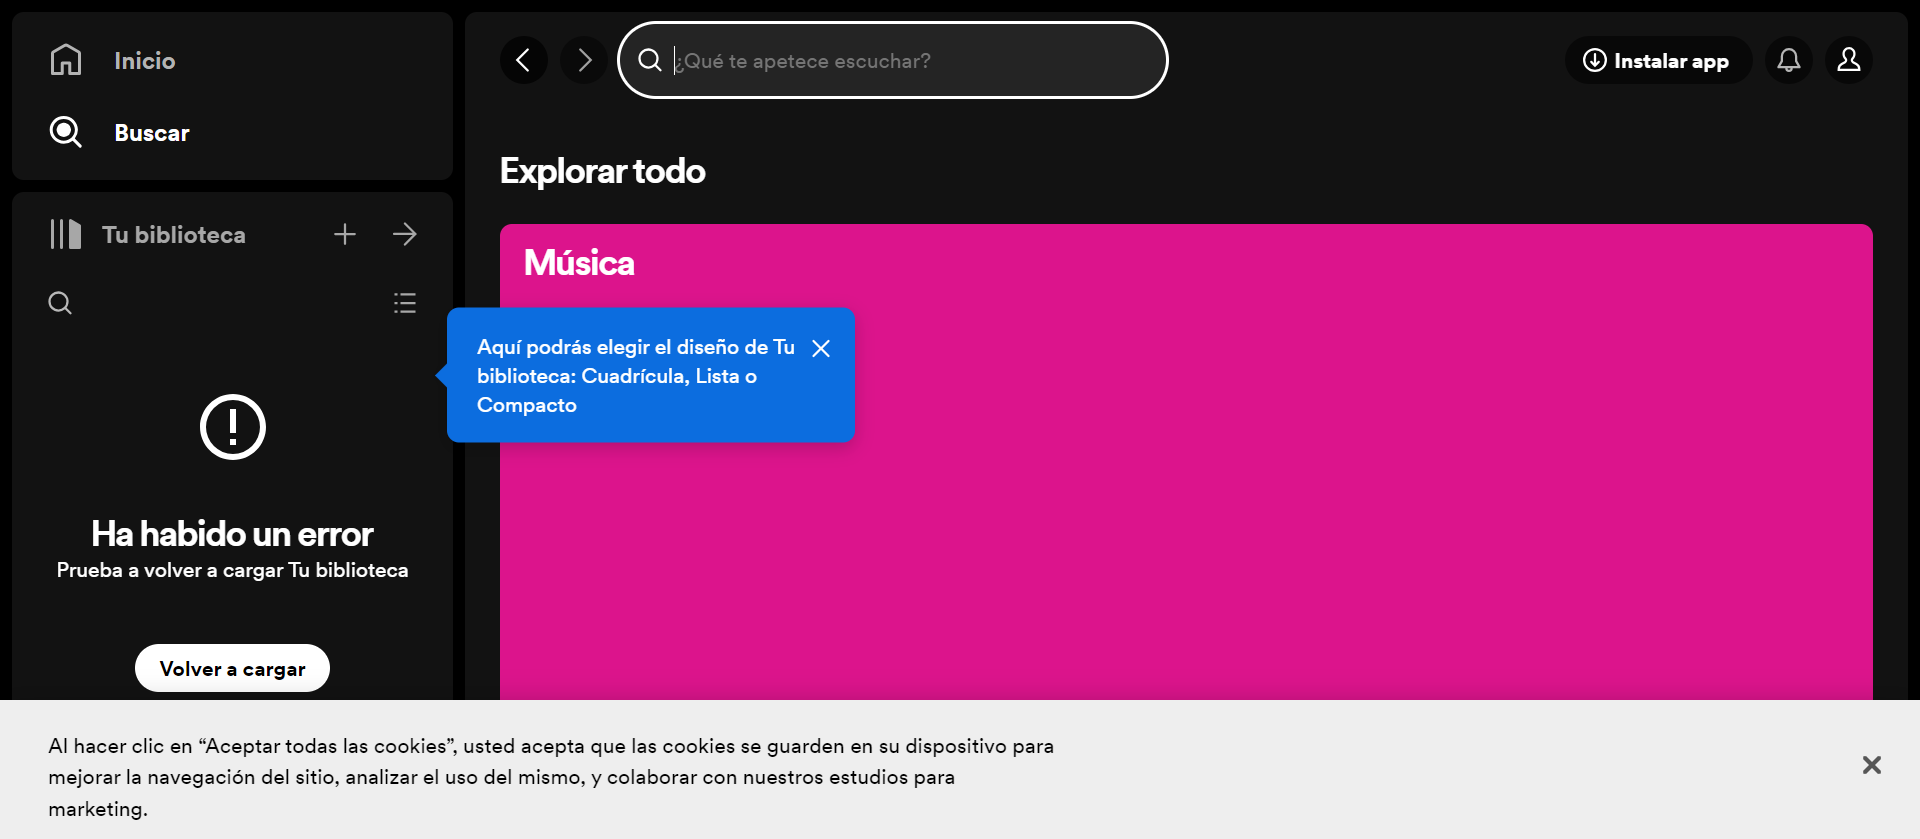 Inicio
Buscar
Tu biblioteca
¿Qué te apetece escuchar?
Instalar app
Explorar todo
Música
Aquí podrás elegir el diseño de Tu
biblioteca: Cuadrícula, Lista o
Compacto
Ha habido un error
Prueba a volver a cargar Tu biblioteca
Volver a cargar
Al hacer clic en “Aceptar todas las cookies”, usted acepta que las cookies se guarden en su dispositivo para
mejorar la navegación del sitio, analizar el uso del mismo, y colaborar con nuestros estudios para
marketing.